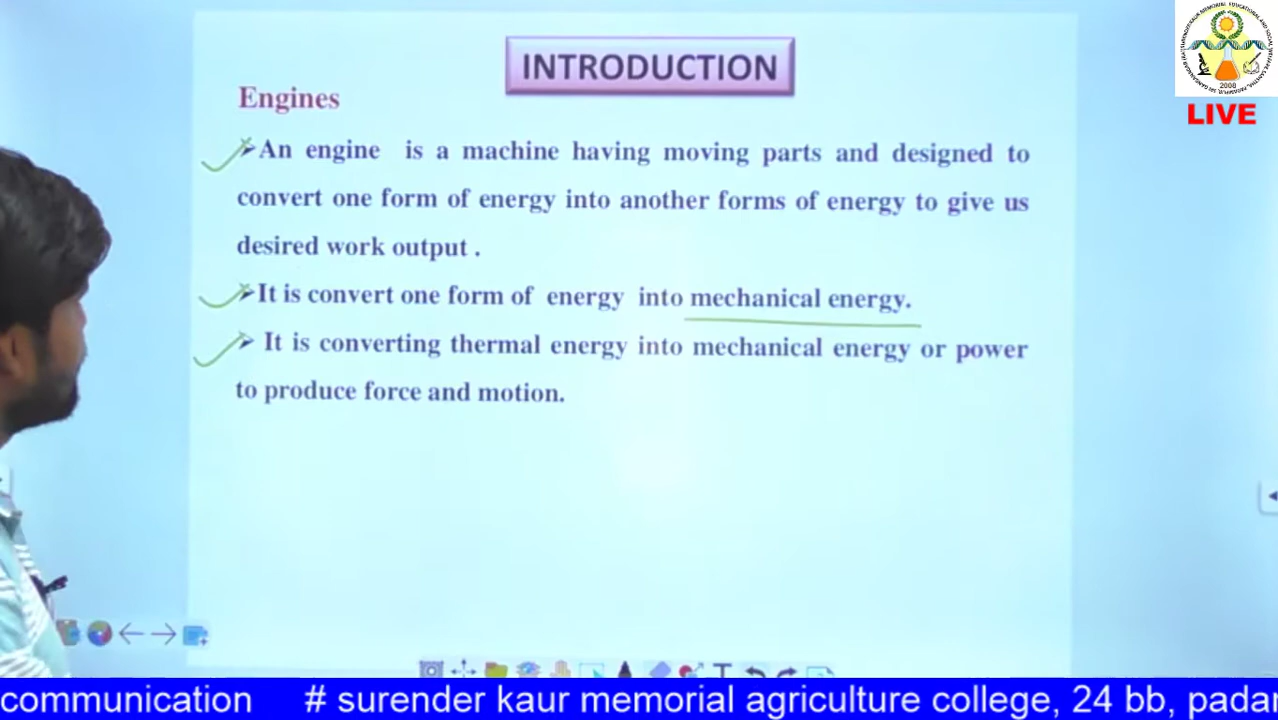 INTRODUCTION
Engines
➢An engine is a machine having moving parts and designed to
convert one form of energy into another forms of energy to give us
desired work output .
➢It is convert one form of energy into mechanical energy.
➢ It is converting thermal energy into mechanical energy or power
to produce force and motion.
2008
LIVE
communication # surender kaur memorial agriculture college, 24 bb, padam